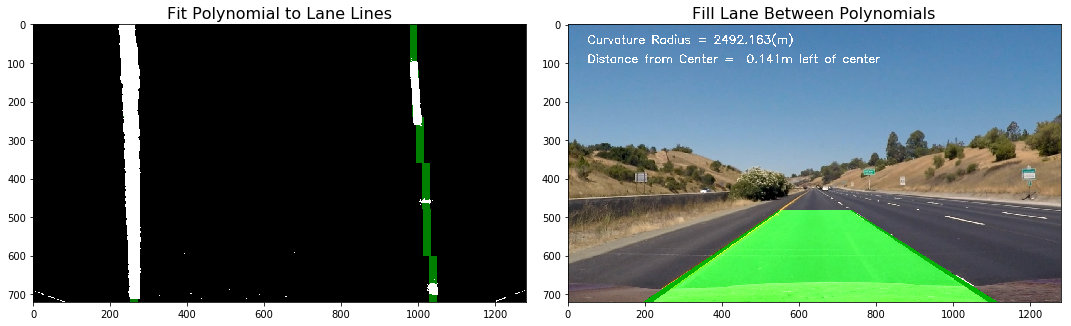 Fit Polynomial to Lane Lines
0
100
200
300
400
500
600
700
0 200 400 600 800 1000 1200
Fill Lane Between Polynomials
Curvature Radius = 2492.163(m)
Distance from Center = 0.141m left of center
0
100
200
300
400
500
600
700
0 200 400 600 800 1000 1200